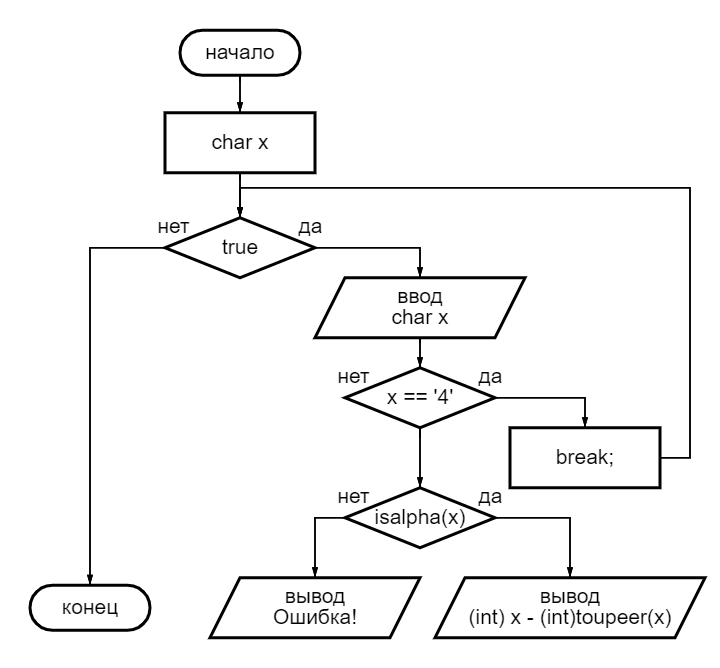 начало
char x
нет
да
true
ввод
char x
нет
да
x == '4'
break;
нет
да
isalpha(x)
конец
вывод
Ошибка!
вывод
(int) x - (int)toupeer(x)